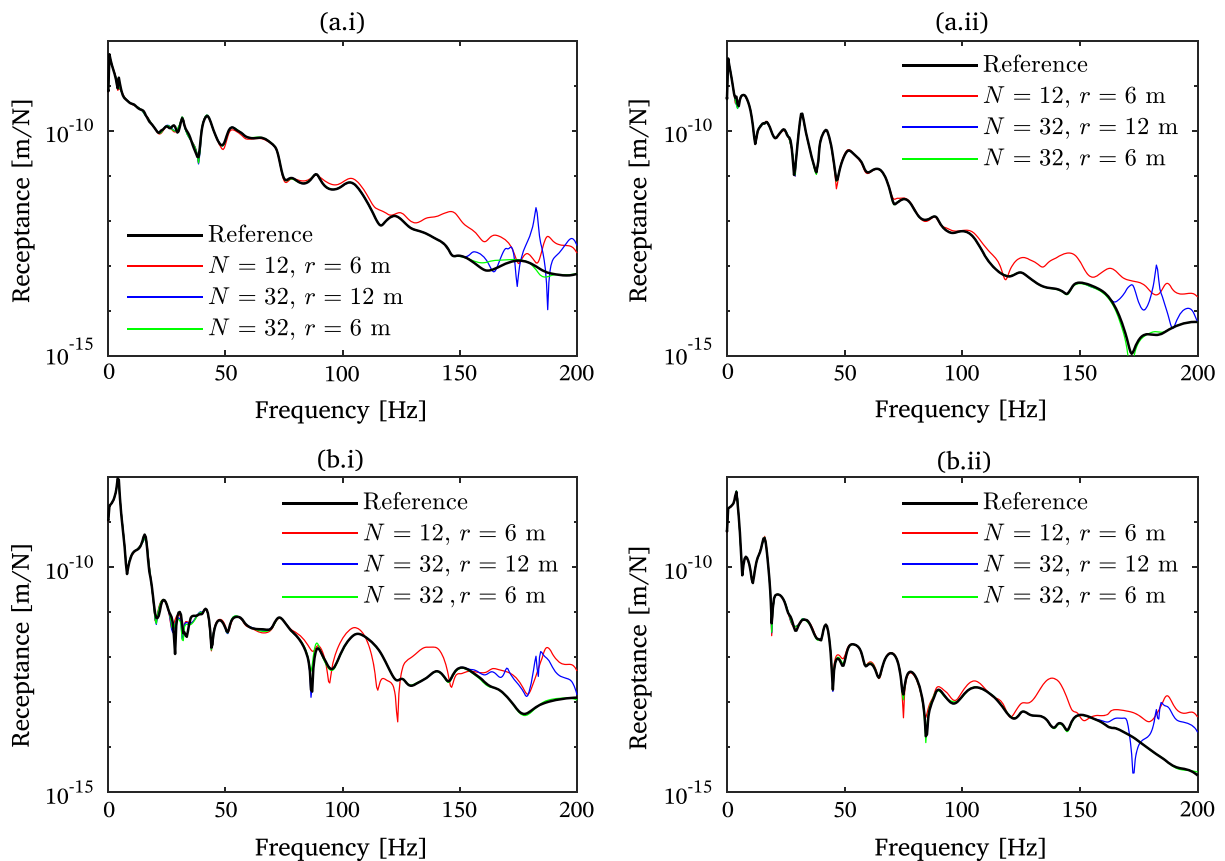 (a.i)
Receptance [m/N]
10-10
10-15
Reference
N = 12, r = 6 m
N = 32, r = 12 m
N = 32, r = 6 m
0 50 100 150 200
Frequency [Hz]
(a.ii)
Receptance [m/N]
10-10
10-15
Reference
N = 12, r = 6 m
N = 32, r = 12 m
N = 32, r = 6 m
0 50 100 150 200
Frequency [Hz]
(b.i)
Receptance [m/N]
10-10
10-15
Reference
N = 12, r = 6 m
N = 32, r = 12 m
N = 32 , r = 6 m
0 50 100 150 200
Frequency [Hz]
(b.ii)
Receptance [m/N]
10-10
10-15
Reference
N = 12, r = 6 m
N = 32, r = 12 m
N = 32, r = 6 m
0 50 100 150 200
Frequency [Hz]